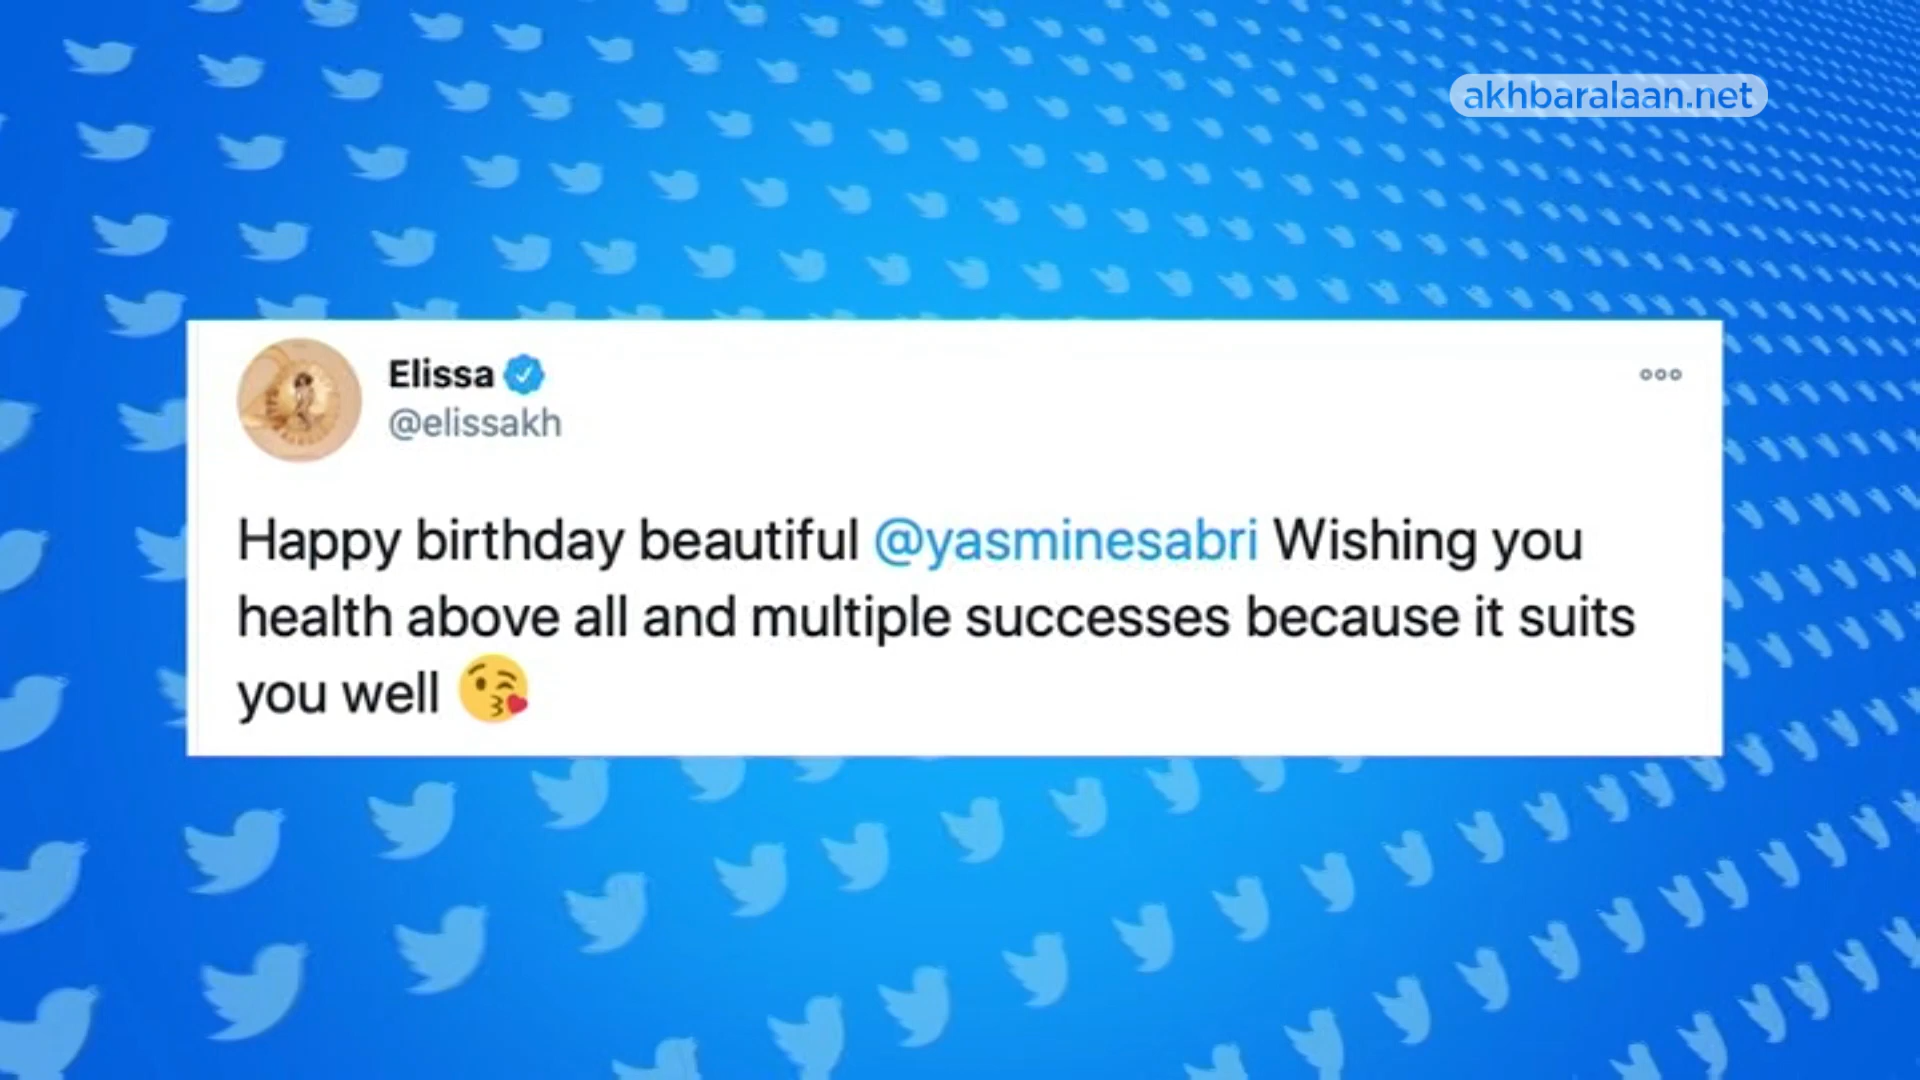 akhbaralaan.net
Elissa
@elissakh
Happy birthday beautiful @yasminesabri Wishing you
health above all and multiple successes because it suits
you well 😘